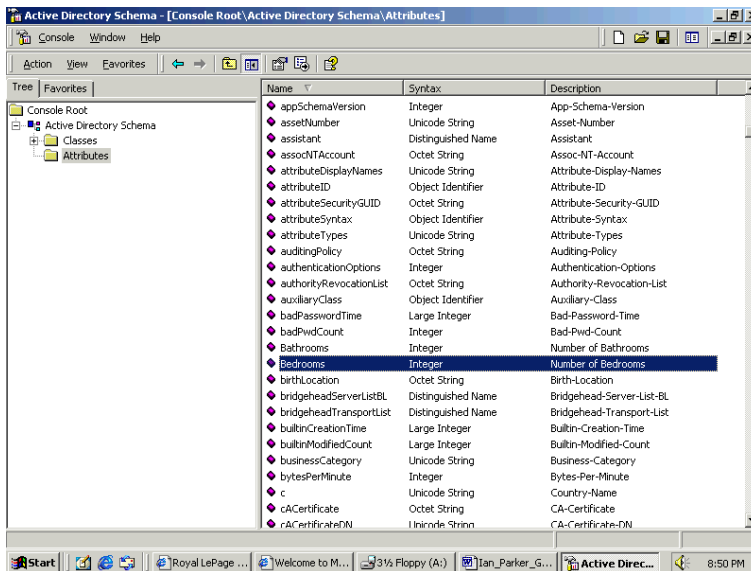 Active Directory Schema - [Console Root\Active Directory Schema\Attributes]
Console Window Help
Action View Favorites
Tree Favorites
Console Root
Active Directory Schema
Classes
Attributes
Name Syntax Description
appSchemaVersion Integer App-Schema-Version
assetNumber Unicode String Asset-Number
assistant Distinguished Name Assistant
assocNTAccount Octet String Assoc-NT-Account
attributeDisplayNames Unicode String Attribute-Display-Names
attributeID Object Identifier Attribute-ID
attributeSecurityGUID Octet String Attribute-Security-GUID
attributeSyntax Object Identifier Attribute-Syntax
attributeTypes Unicode String Attribute-Types
auditingPolicy Octet String Auditing-Policy
authenticationOptions Integer Authentication-Options
authorityRevocationList Octet String Authority-Revocation-List
auxiliaryClass Object Identifier Auxiliary-Class
badPasswordTime Large Integer Bad-Password-Time
badPwdCount Integer Bad-Pwd-Count
Bathrooms Integer Number of Bathrooms
Bedrooms Integer Number of Bedrooms
birthLocation Octet String Birth-Location
bridgeheadServerListBL Distinguished Name Bridgehead-Server-List-BL
bridgeheadTransportList Distinguished Name Bridgehead-Transport-List
builtinCreationTime Large Integer Builtin-Creation-Time
builtinModifiedCount Large Integer Builtin-Modified-Count
businessCategory Unicode String Business-Category
bytesPerMinute Integer Bytes-Per-Minute
c Unicode String Country-Name
cACertificate Octet String CA-Certificate
cACertificateDN Unicode String CA-Certificate-DN
Start Royal LePage ... Welcome to M... 3½ Floppy (A:) Ian_Parker_G... Active Direc... 8:50 PM